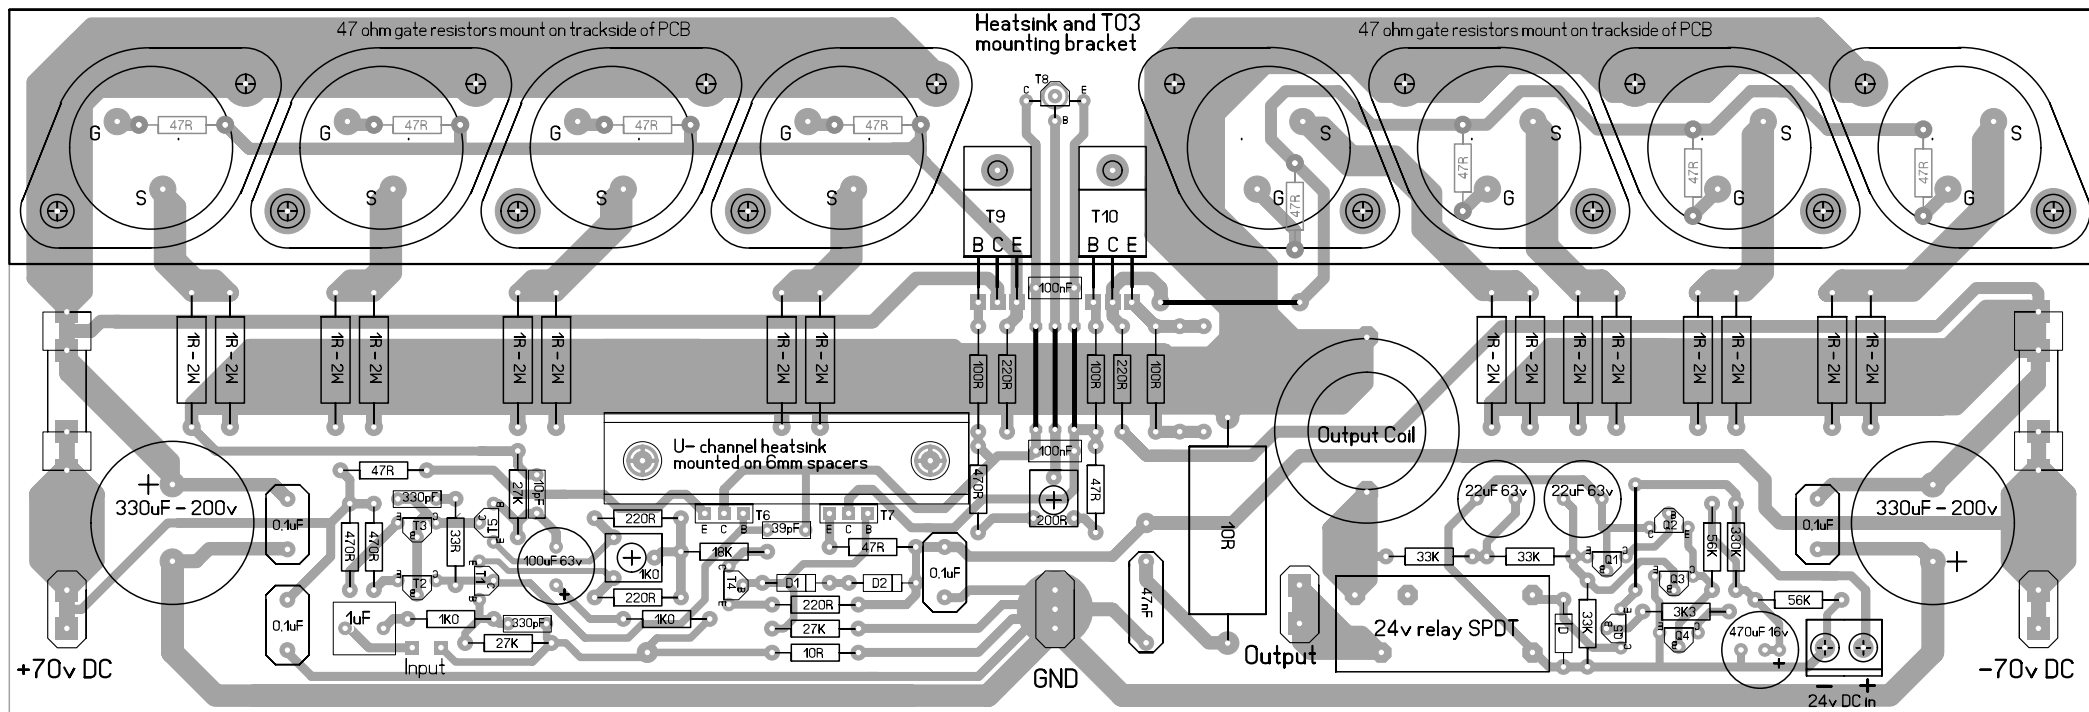 47 ohm gate resistors mount on trackside of PCB
Heatsink and TO3
mounting bracket
47 ohm gate resistors mount on trackside of PCB
T8
C
E
B
G
47R
S
G
47R
S
G
47R
S
G
47R
S
T9
B C E
T10
B C E
S
G
47R
S
G
47R
S
G
47R
S
G
47R
100nF
1R-2W
1R-2W
1R-2W
1R-2W
1R-2W
1R-2W
1R-2W
1R-2W
100R
220R
100R
220R
100R
1R-2W
1R-2W
1R-2W
1R-2W
1R-2W
1R-2W
1R-2W
1R-2W
Output Coil
U- channel heatsink
mounted on 6mm spacers
100nF
470R
47R
200R
10R
330uF-200v
0.1uF
0.1uF
47R
330pF
T3
470R
470R
33R
T5
27K
10pF
T2
T1
100uF 63v
220R
1K0
220R
T6
E C B
39pF
T7
E C B
18K
47R
T4
D1
D2
220R
27K
10R
0.1uF
1uF
1K0
330pF
27K
1K0
Input
47nF
22uF 63v
22uF 63v
33K
33K
Q2
Q1
Q3
56K
330K
0.1uF
330uF-200v
56K
3K3
Q4
Q5
33K
D
470uF 16v
24v relay SPDT
Output
GND
+70v DC
-70v DC
- +
24v DC in